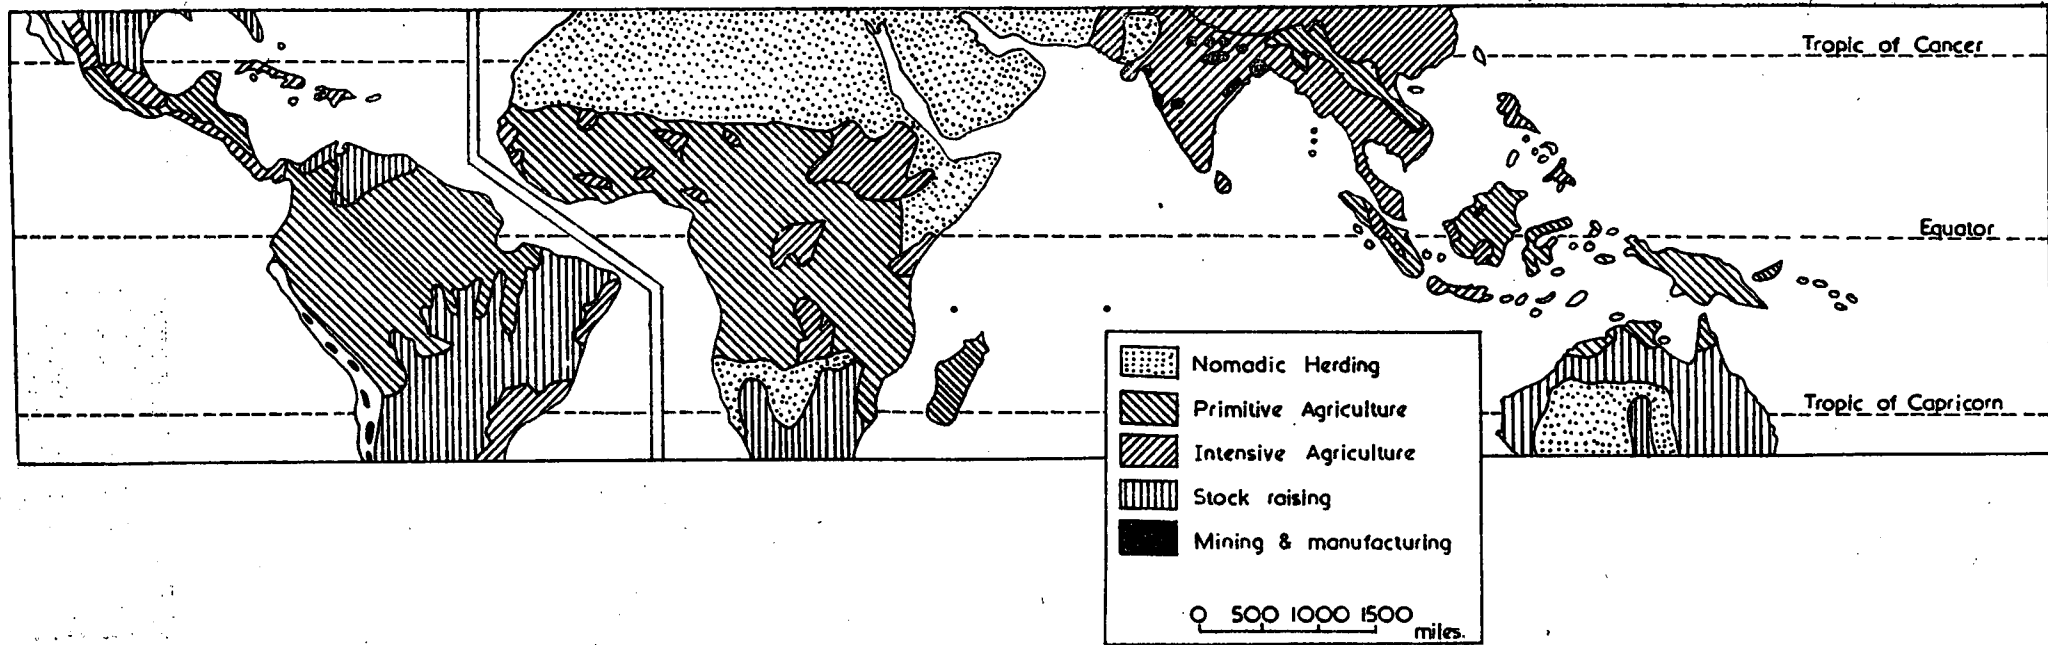 Tropic of Cancer
Equator
Tropic of Capricorn
Nomadic Herding
Primitive Agriculture
Intensive Agriculture
Stock raising
Mining & manufacturing
0 500 1000 1500
miles.